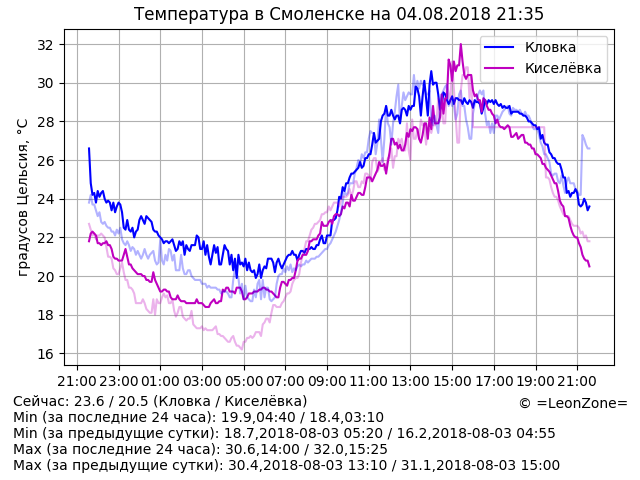 Температура в Смоленске на 04.08.2018 21:35
Кловка
Киселёвка
градусов Цельсия, °C
32
30
28
26
24
22
20
18
16
21:00 23:00 01:00 03:00 05:00 07:00 09:00 11:00 13:00 15:00 17:00 19:00 21:00
Сейчас: 23.6 / 20.5 (Кловка / Киселёвка)
© =LeonZone=
Min (за последние 24 часа): 19.9,04:40 / 18.4,03:10
Min (за предыдущие сутки): 18.7,2018-08-03 05:20 / 16.2,2018-08-03 04:55
Max (за последние 24 часа): 30.6,14:00 / 32.0,15:25
Max (за предыдущие сутки): 30.4,2018-08-03 13:10 / 31.1,2018-08-03 15:00